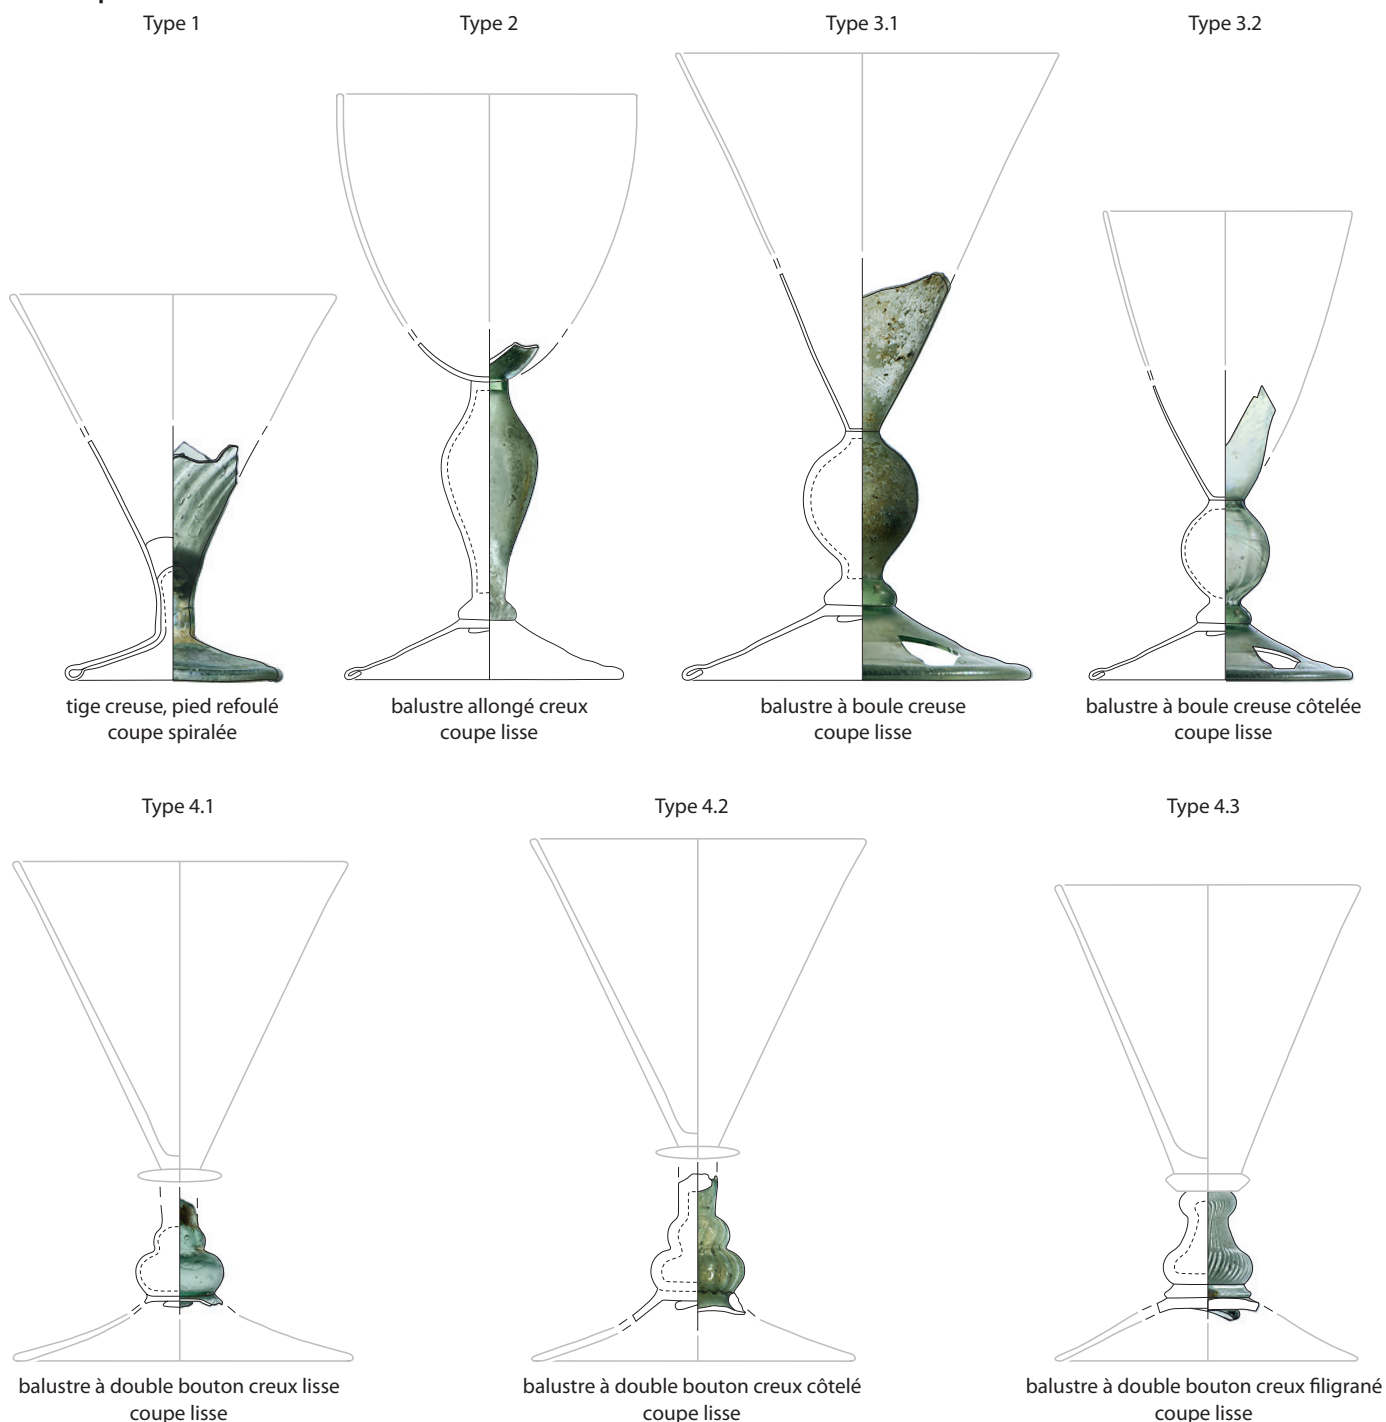 Type 1
Type 2
Type 3.1
Type 3.2
tige creuse, pied refoulé
coupe spiralée
balustre allongé creux
coupe lisse
balustre à boule creuse
coupe lisse
balustre à boule creuse côtelée
coupe lisse
Type 4.1
Type 4.2
Type 4.3
balustre à double bouton creux lisse
coupe lisse
balustre à double bouton creux côtelé
coupe lisse
balustre à double bouton creux filigrané
coupe lisse